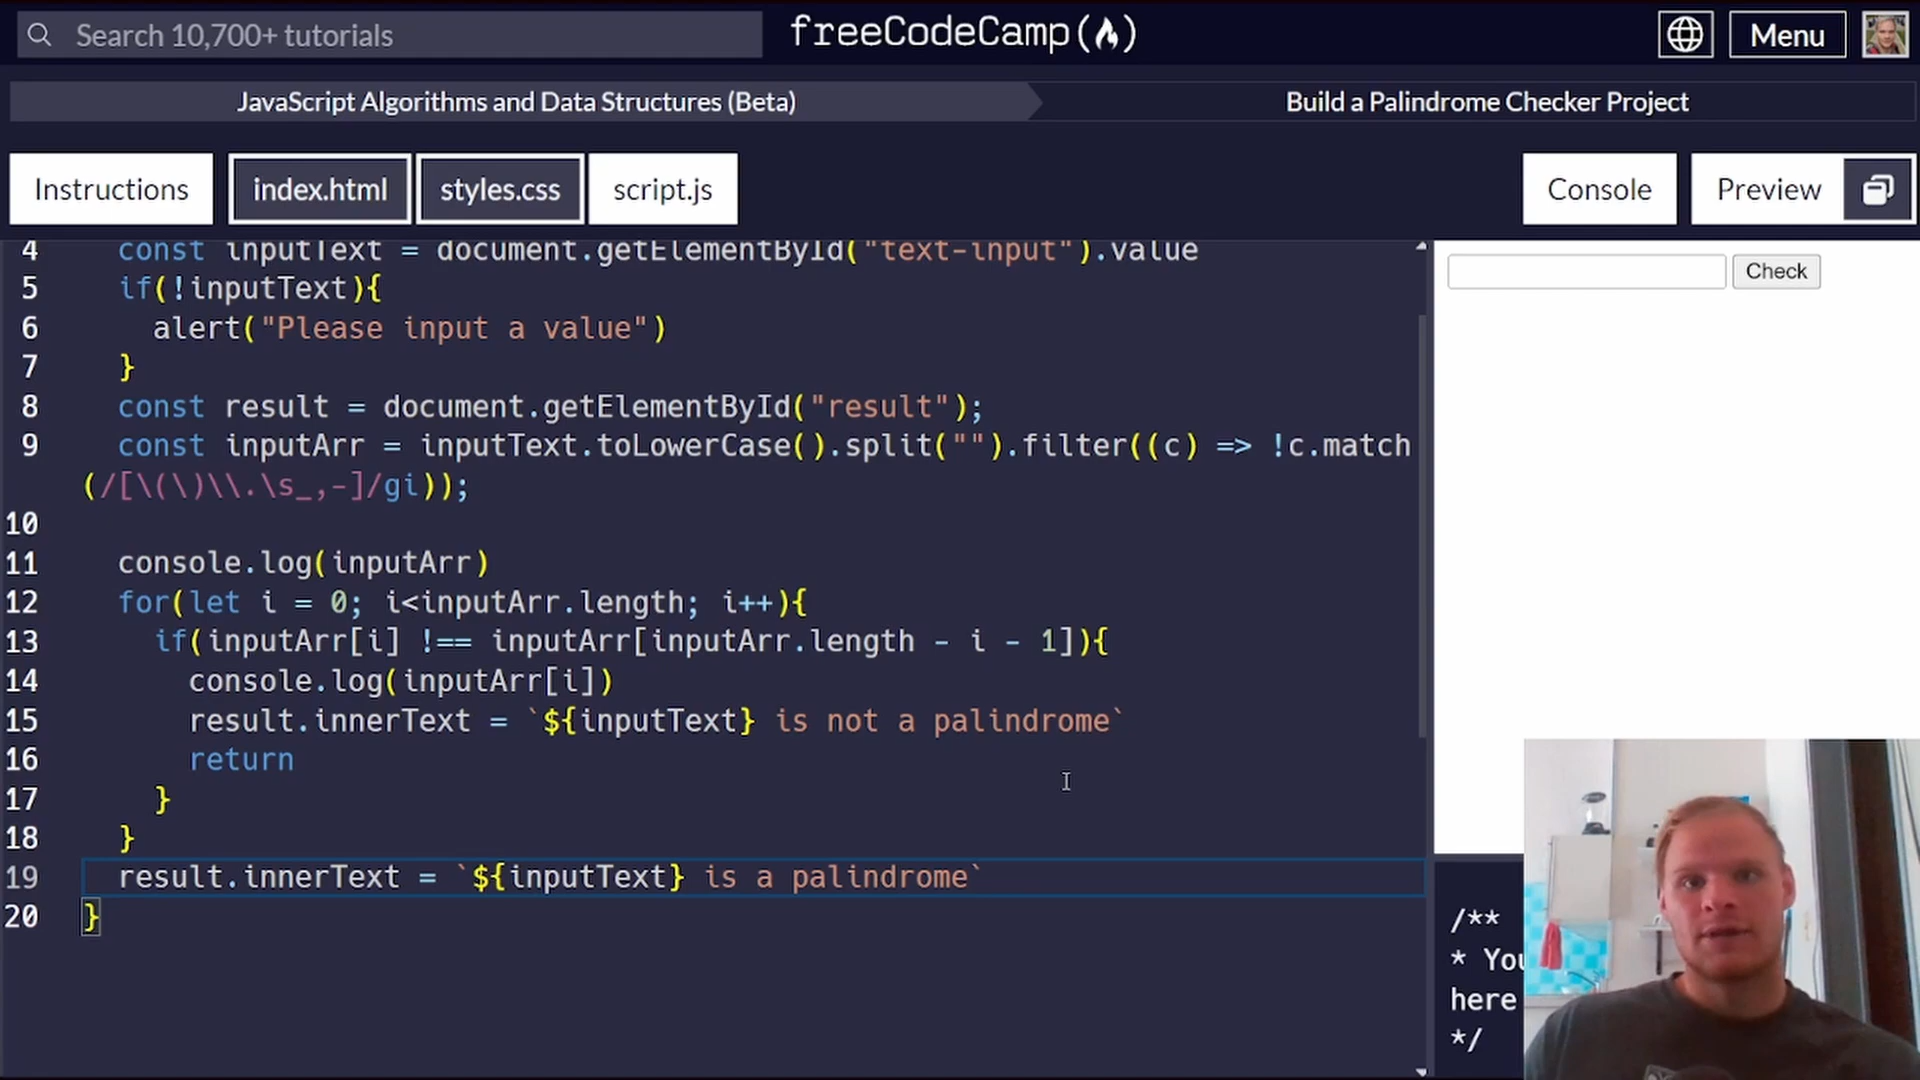 Search 10,700+ tutorials
freeCodeCamp
Menu
JavaScript Algorithms and Data Structures (Beta)
Build a Palindrome Checker Project
Instructions
index.html
styles.css
script.js
Console
Preview
4 const inputText = document.getElementById("text-input").value
5 if(!inputText){
6 alert("Please input a value")
7 }
8 const result = document.getElementById("result");
9 const inputArr = inputText.toLowerCase().split("").filter((c) => !c.match
(/[\(\)\\.\s_,-]/gi));
10
11 console.log(inputArr)
12 for(let i = 0; i<inputArr.length; i++){
13 if(inputArr[i] !== inputArr[inputArr.length - i - 1]){
14 console.log(inputArr[i])
15 result.innerText = `${inputText} is not a palindrome`
16 return
17 }
18 }
19 result.innerText = `${inputText} is a palindrome`
20 }
Check
/**
* You
here
*/